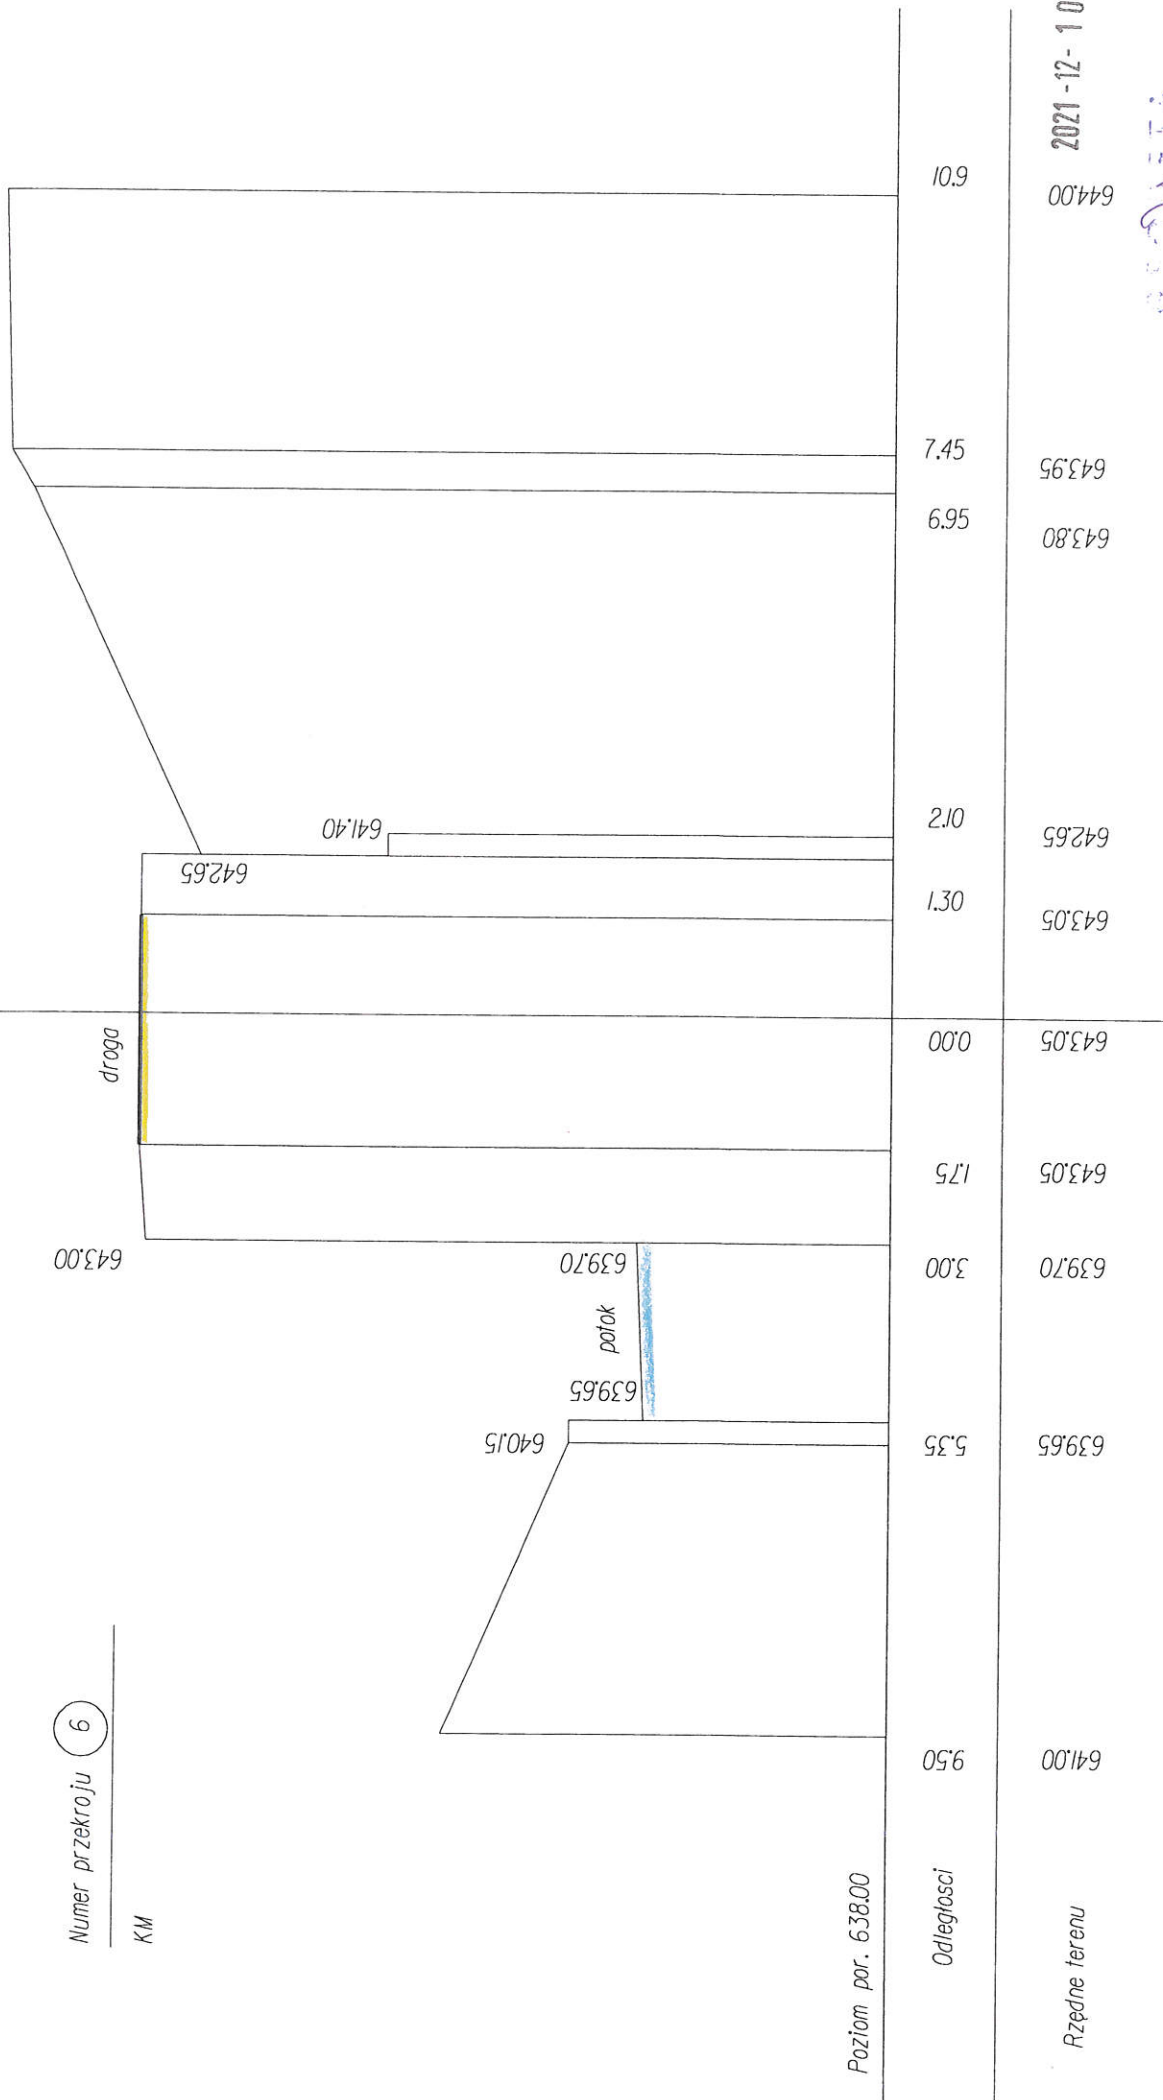 Numer przekroju 6
KM
droga
643.00
642.65
641.40
639.70
potok
639.65
640.15
Poziom por. 638.00
Odległosci 9.50 5.35 3.00 1.75 0.00 1.30 2.10 6.95 7.45 10.9
Rzędne terenu 641.00 639.65 639.70 643.05 643.05 643.05 642.65 643.80 643.95 644.00
2021-12-10